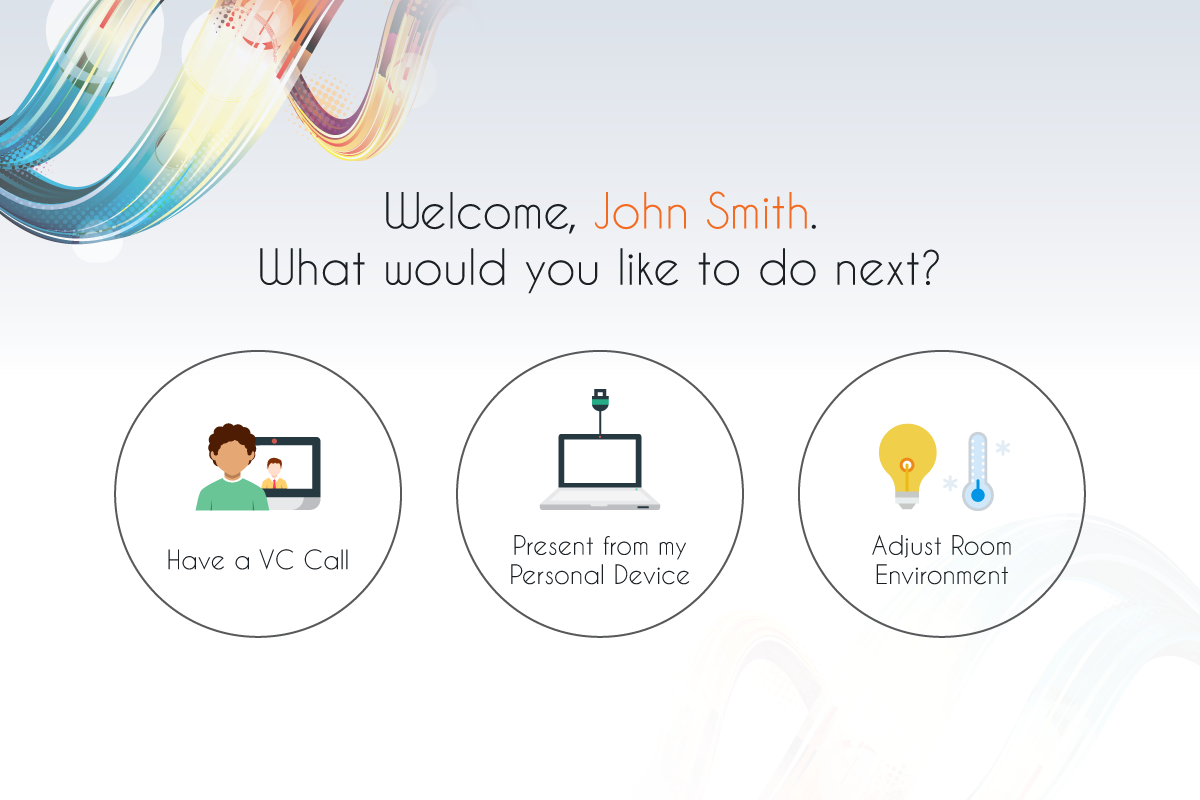 Welcome, John Smith.
What would you like to do next?
Have a VC Call
Present from my
Personal Device
Adjust Room
Environment